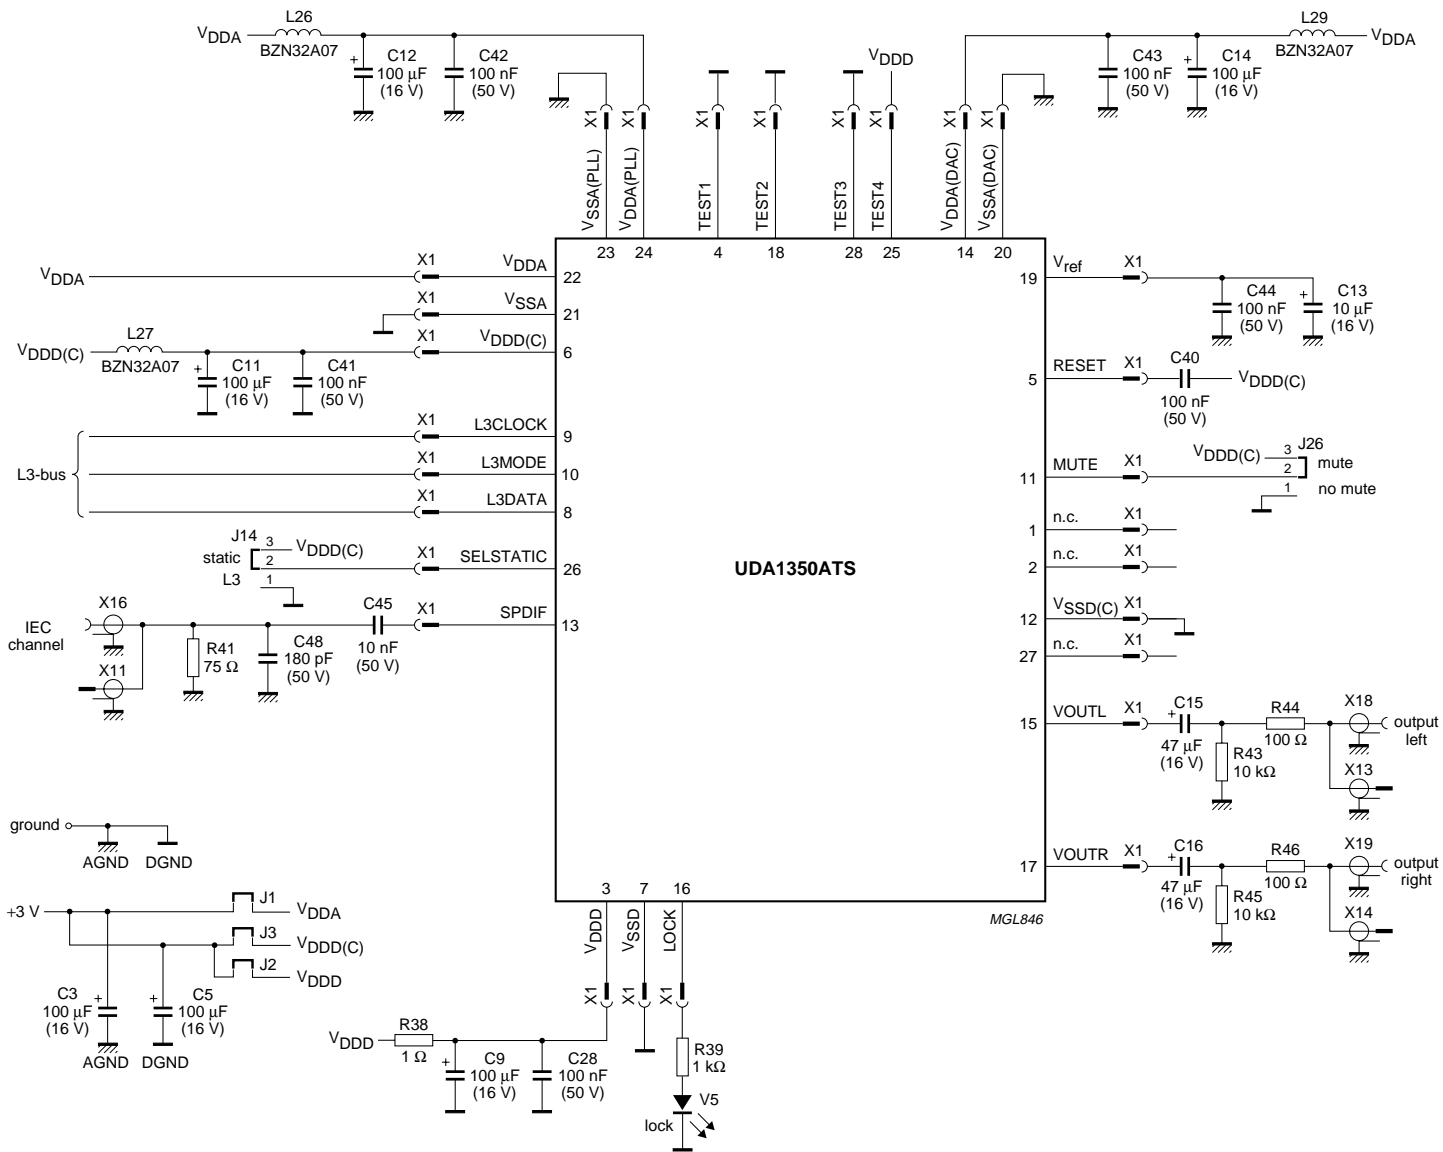 L26
VDDA
BZN32A07
+ C12
100 µF
(16 V)
C42
100 nF
(50 V)
VDDD
C43
100 nF
(50 V)
+ C14
100 µF
(16 V)
L29
BZN32A07
VDDA
X1 X1 X1 X1 X1 X1 X1 X1
VSSA(PLL)
VDDA(PLL)
TEST1
TEST2
TEST3
TEST4
VDDA(DAC)
VSSA(DAC)
23 24 4 18 28 25 14 20
VDDA X1 VDDA 22
X1 VSSA 21
VDDD(C) L27 X1 VDDD(C) 6
BZN32A07
+ C11
100 µF
(16 V)
C41
100 nF
(50 V)
L3-bus
X1 L3CLOCK 9
X1 L3MODE 10
X1 L3DATA 8
J14
static
L3
3 VDDD(C)
2
1
X1 SELSTATIC 26
IEC
channel
X16
X11
R41
75 Ω
C48
180 pF
(50 V)
C45
10 nF
(50 V)
X1 SPDIF 13
UDA1350ATS
19 Vref X1
C44
100 nF
(50 V)
+ C13
10 µF
(16 V)
5 RESET X1
C40
100 nF
(50 V)
VDDD(C)
11 MUTE X1
VDDD(C) 3 J26
2 mute
1 no mute
1 n.c. X1
2 n.c. X1
12 VSSD(C) X1
27 n.c. X1
15 VOUTL X1
+ C15
47 µF
(16 V)
R43
10 kΩ
R44
100 Ω
X18
output
left
X13
17 VOUTR X1
+ C16
47 µF
(16 V)
R45
10 kΩ
R46
100 Ω
X19
output
right
X14
MGL846
ground
AGND DGND
+3 V
J1 VDDA
J3 VDDD(C)
J2 VDDD
C3 +
100 µF
(16 V)
AGND
+ C5
100 µF
(16 V)
DGND
3 7 16
VDDD
VSSD
LOCK
X1 X1 X1
VDDD
R38
1 Ω
+ C9
100 µF
(16 V)
C28
100 nF
(50 V)
R39
1 kΩ
V5
lock